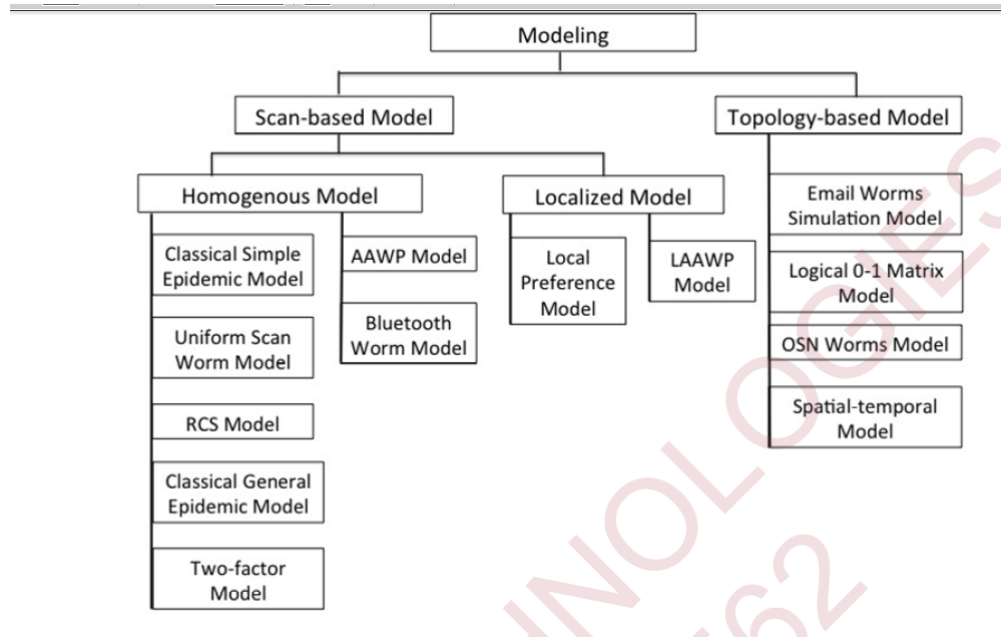 Modeling
Scan-based Model
Topology-based Model
Homogenous Model
Localized Model
Classical Simple
Epidemic Model
Uniform Scan
Worm Model
RCS Model
Classical General
Epidemic Model
Two-factor
Model
AAWP Model
Bluetooth
Worm Model
Local
Preference
Model
LAAWP
Model
Email Worms
Simulation Model
Logical 0-1 Matrix
Model
OSN Worms Model
Spatial-temporal
Model